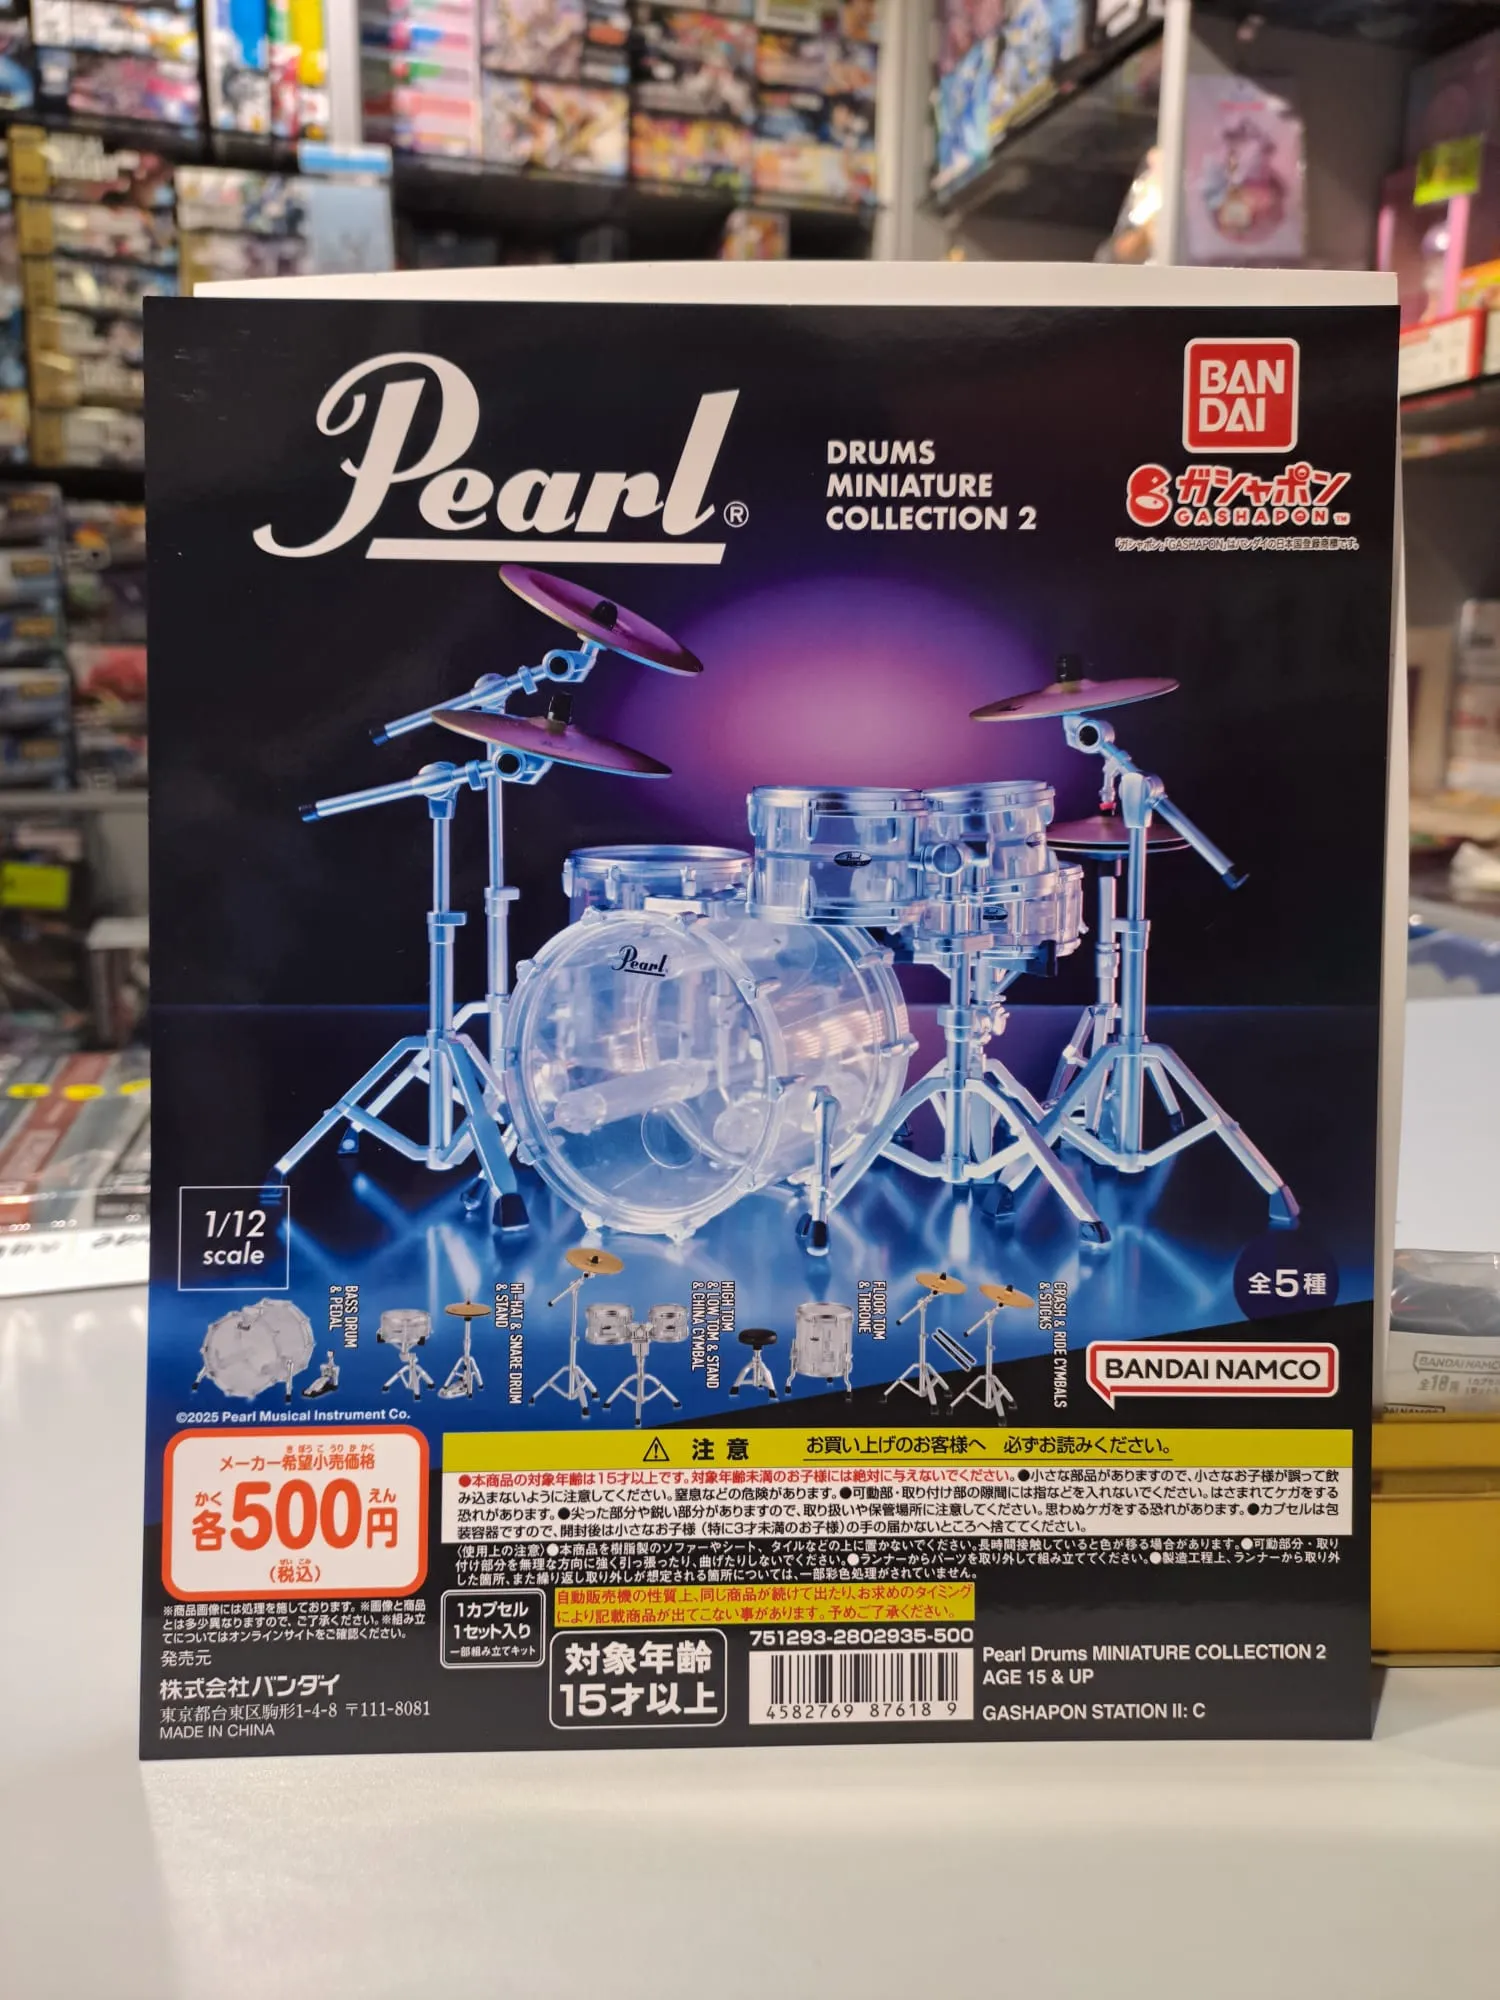 Pearl®
DRUMS
MINIATURE
COLLECTION 2
BAN
DAI
ガシャポン
GASHAPON™
「ガシャポン」「GASHAPON」はバンダイの日本国登録商標です。
Pearl
1/12
scale
全5種
BASS DRUM
& PEDAL
HI-HAT & SNARE DRUM
& STAND
HIGH TOM
& LOW TOM & STAND
& CHINA CYMBAL
FLOOR TOM
& THRONE
CRASH & RIDE CYMBALS
& STICKS
BANDAI NAMCO
©2025 Pearl Musical Instrument Co.
メーカー希望小売価格
き ぼう こ うり か かく
各500円
かく えん
(税込)
ぜい こみ
※商品画像には処理を施しております。※画像と商品
とは多少異なりますので、ご了承ください。※組み立
てについてはオンラインサイトをご確認ください。
発売元
株式会社バンダイ
東京都台東区駒形1-4-8 〒111-8081
MADE IN CHINA
注意 お買い上げのお客様へ 必ずお読みください。
●本商品の対象年齢は15才以上です。対象年齢未満のお子様には絶対に与えないでください。●小さな部品がありますので、小さなお子様が誤って飲
み込まないように注意してください。窒息などの危険があります。●可動部・取り付け部の隙間には指などを入れないでください。はさまれてケガをする
恐れがあります。●尖った部分や鋭い部分がありますので、取り扱いや保管場所に注意してください。思わぬケガをする恐れがあります。●カプセルは包
装容器ですので、開封後は小さなお子様（特に3才未満のお子様）の手の届かないところへ捨ててください。
〈使用上の注意〉●本商品を樹脂製のソファーやシート、タイルなどの上に置かないでください。長時間接触していると色が移る場合があります。●可動部分・取り
付け部分を無理な方向に強く引っ張ったり、曲げたりしないでください。●ランナーからパーツを取り外して組み立ててください。●製造工程上、ランナーから取り外
した箇所、また繰り返し取り外しが想定される箇所については、一部彩色処理がされていません。
1カプセル
1セット入り
一部組み立てキット
自動販売機の性質上、同じ商品が続けて出たり、お求めのタイミング
により記載商品が出てこない事があります。予めご了承ください。
対象年齢
15才以上
751293-2802935-500
4582769 87618 9
Pearl Drums MINIATURE COLLECTION 2
AGE 15 & UP
GASHAPON STATION II: C
BANDAI NAMCO
全18種